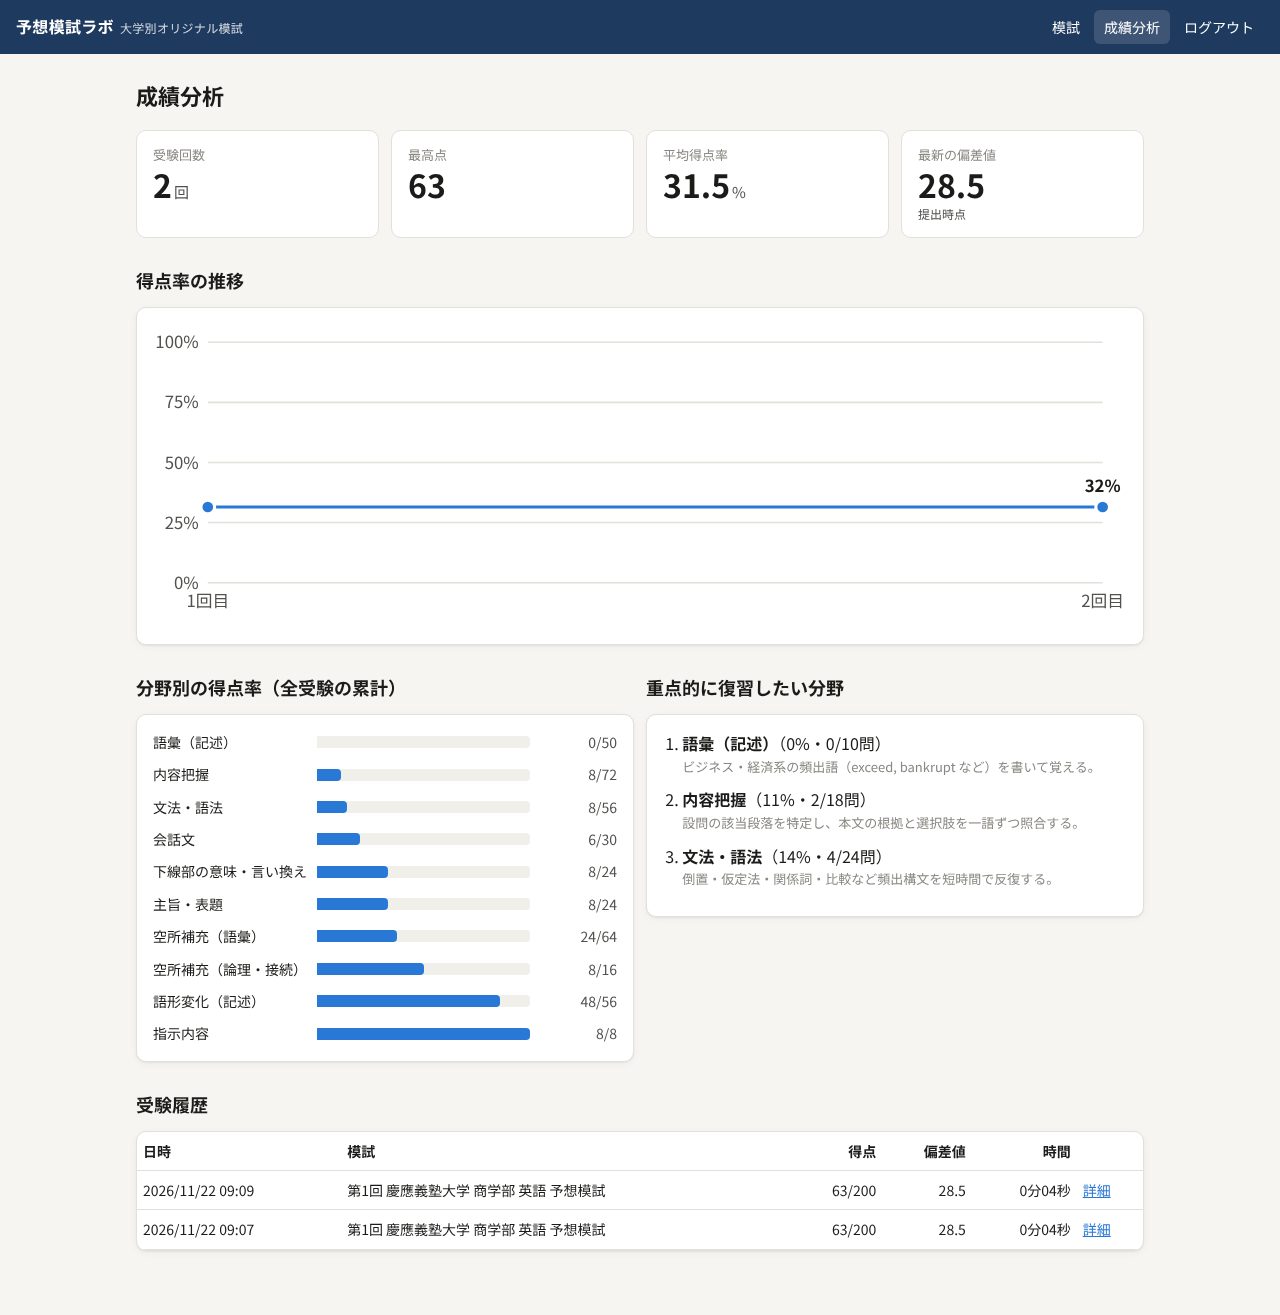 予想模試ラボ 大学別オリジナル模試
模試 成績分析 ログアウト
成績分析
受験回数
2回
最高点
63
平均得点率
31.5%
最新の偏差値
28.5
提出時点
得点率の推移
100%
75%
50%
32%
25%
0%
1回目 2回目
分野別の得点率（全受験の累計）
語彙（記述） 0/50
内容把握 8/72
文法・語法 8/56
会話文 6/30
下線部の意味・言い換え 8/24
主旨・表題 8/24
空所補充（語彙） 24/64
空所補充（論理・接続） 8/16
語形変化（記述） 48/56
指示内容 8/8
重点的に復習したい分野
1. 語彙（記述）（0%・0/10問）
ビジネス・経済系の頻出語（exceed, bankrupt など）を書いて覚える。
2. 内容把握（11%・2/18問）
設問の該当段落を特定し、本文の根拠と選択肢を一語ずつ照合する。
3. 文法・語法（14%・4/24問）
倒置・仮定法・関係詞・比較など頻出構文を短時間で反復する。
受験履歴
日時 模試 得点 偏差値 時間
2026/11/22 09:09 第1回 慶應義塾大学 商学部 英語 予想模試 63/200 28.5 0分04秒 詳細
2026/11/22 09:07 第1回 慶應義塾大学 商学部 英語 予想模試 63/200 28.5 0分04秒 詳細